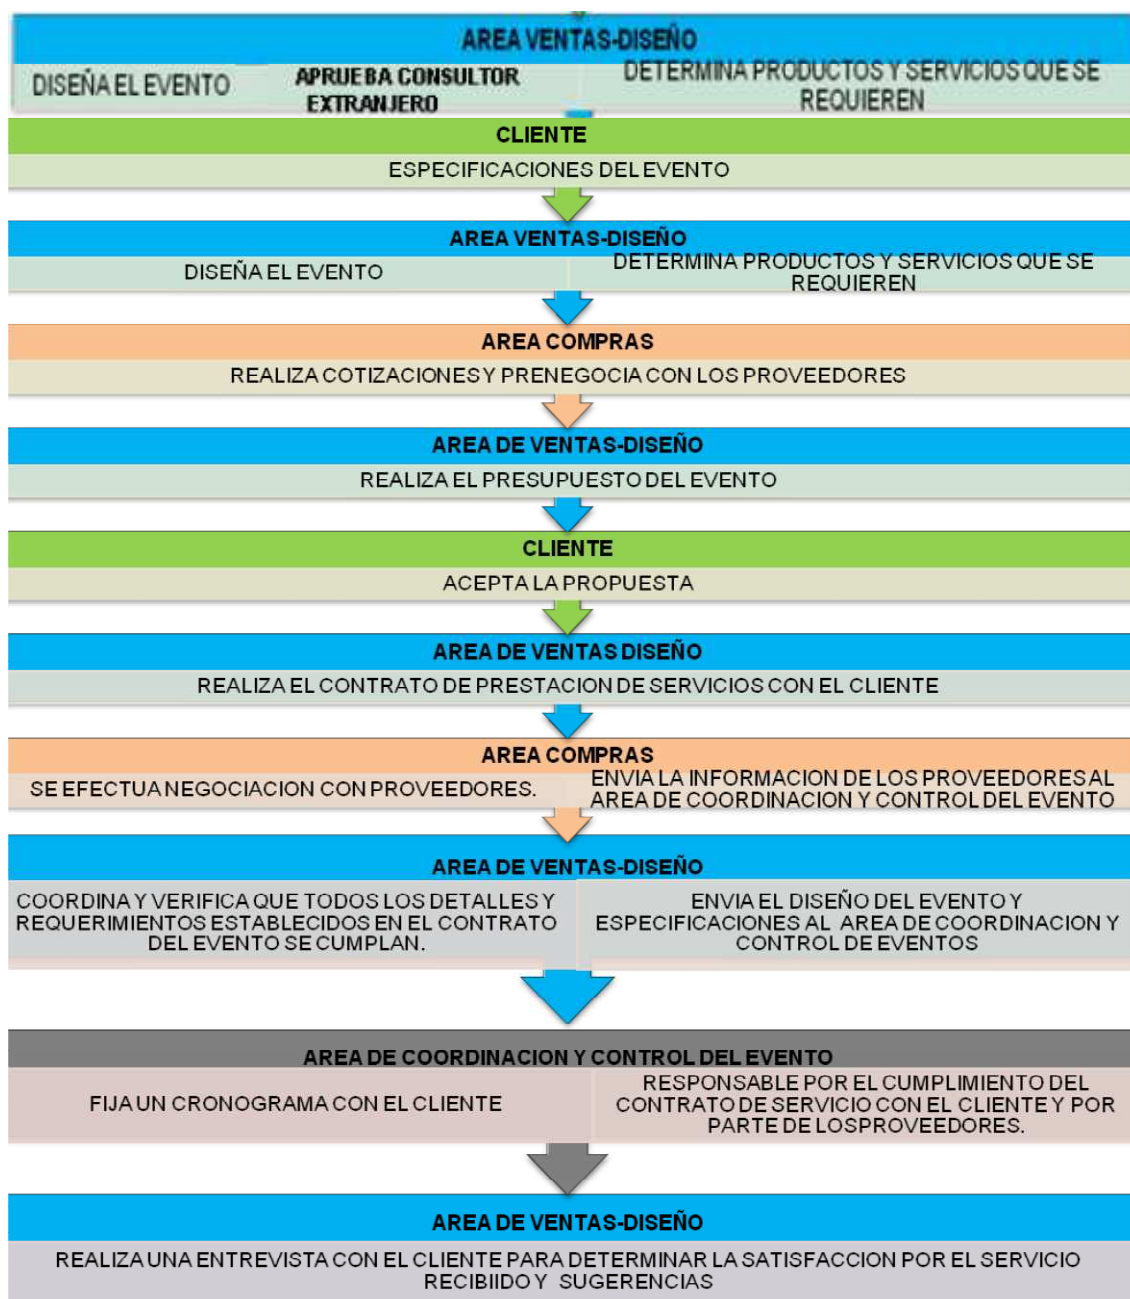 AREA VENTAS-DISEÑO
DISEÑA EL EVENTO
APRUEBA CONSULTOR
EXTRANJERO
DETERMINA PRODUCTOS Y SERVICIOS QUE SE
REQUIEREN
CLIENTE
ESPECIFICACIONES DEL EVENTO
AREA VENTAS-DISEÑO
DISEÑA EL EVENTO
DETERMINA PRODUCTOS Y SERVICIOS QUE SE
REQUIEREN
AREA COMPRAS
REALIZA COTIZACIONES Y PRENEGOCIA CON LOS PROVEEDORES
AREA DE VENTAS-DISEÑO
REALIZA EL PRESUPUESTO DEL EVENTO
CLIENTE
ACEPTA LA PROPUESTA
AREA DE VENTAS DISEÑO
REALIZA EL CONTRATO DE PRESTACION DE SERVICIOS CON EL CLIENTE
AREA COMPRAS
SE EFECTUA NEGOCIACION CON PROVEEDORES.
ENVIA LA INFORMACION DE LOS PROVEEDORES AL
AREA DE COORDINACION Y CONTROL DEL EVENTO
AREA DE VENTAS-DISEÑO
COORDINA Y VERIFICA QUE TODOS LOS DETALLES Y
REQUERIMIENTOS ESTABLECIDOS EN EL CONTRATO
DEL EVENTO SE CUMPLAN.
ENVIA EL DISEÑO DEL EVENTO Y
ESPECIFICACIONES AL AREA DE COORDINACION Y
CONTROL DE EVENTOS
AREA DE COORDINACION Y CONTROL DEL EVENTO
FIJA UN CRONOGRAMA CON EL CLIENTE
RESPONSABLE POR EL CUMPLIMIENTO DEL
CONTRATO DE SERVICIO CON EL CLIENTE Y POR
PARTE DE LOSPROVEEDORES.
AREA DE VENTAS-DISEÑO
REALIZA UNA ENTREVISTA CON EL CLIENTE PARA DETERMINAR LA SATISFACCION POR EL SERVICIO
RECIBIIDO Y SUGERENCIAS